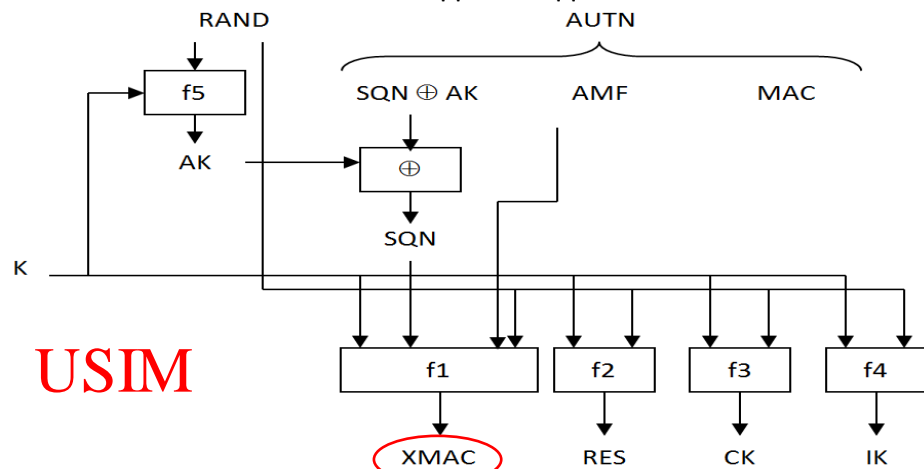 RAND AUTN
f5 SQN ⊕ AK AMF MAC
AK ⊕
SQN
K
USIM f1 f2 f3 f4
XMAC RES CK IK